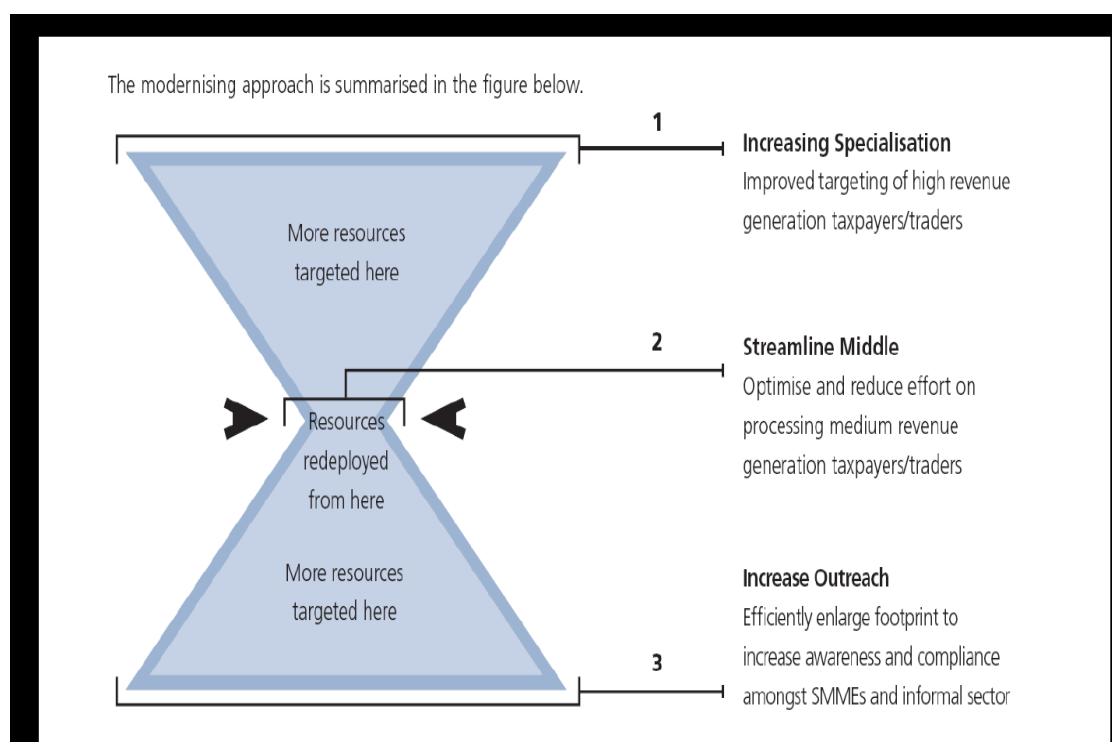 The modernising approach is summarised in the figure below.
1
Increasing Specialisation
Improved targeting of high revenue
generation taxpayers/traders
More resources
targeted here
2
Streamline Middle
Optimise and reduce effort on
processing medium revenue
generation taxpayers/traders
Resources
redeployed
from here
More resources
targeted here
3
Increase Outreach
Efficiently enlarge footprint to
increase awareness and compliance
amongst SMMEs and informal sector